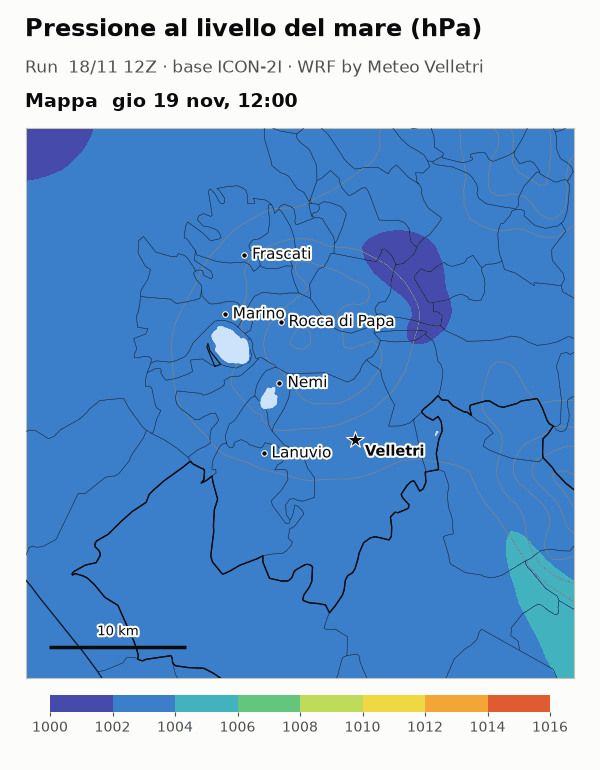 Pressione al livello del mare (hPa)
Run  18/11 12Z · base ICON-2I · WRF by Meteo Velletri
Mappa  gio 19 nov, 12:00
Frascati
Marino
Rocca di Papa
Nemi
Velletri
Lanuvio
10 km
1000 1002 1004 1006 1008 1010 1012 1014 1016